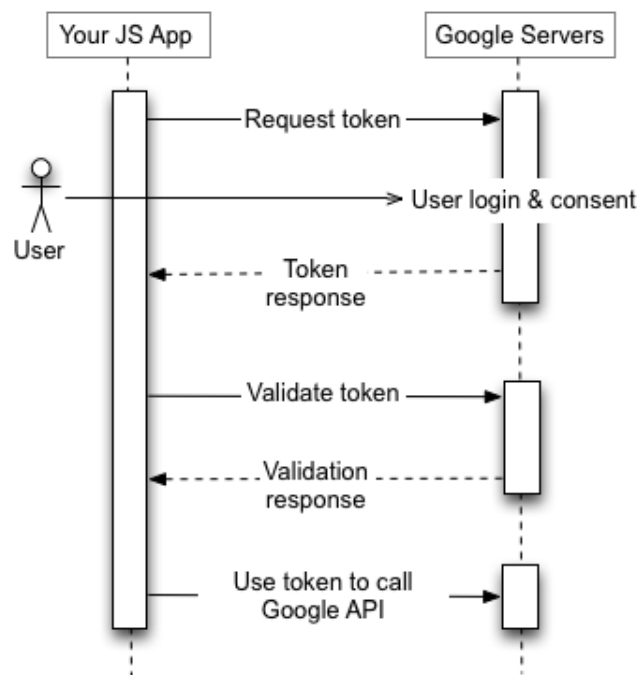 Your JS App
Google Servers
Request token
User login & consent
User
Token
response
Validate token
Validation
response
Use token to call
Google API